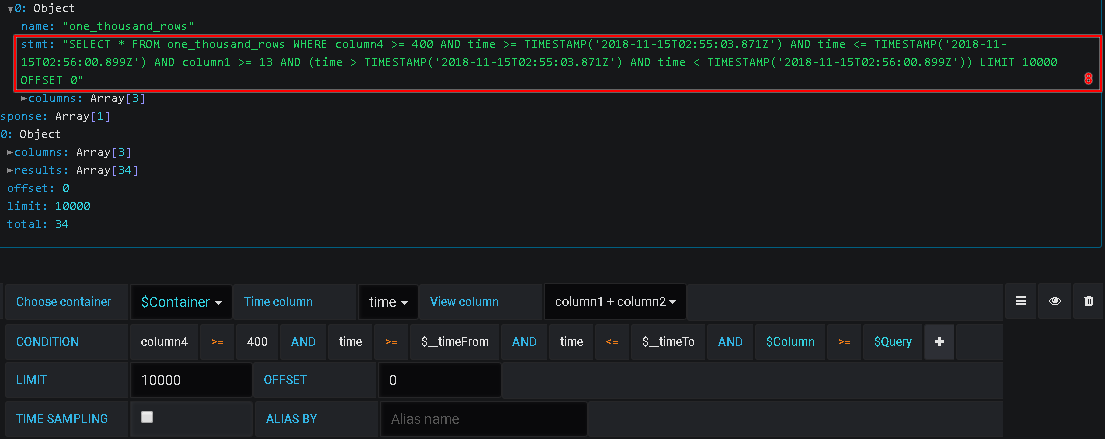 ▼0: Object
name: "one_thousand_rows"
stmt: "SELECT * FROM one_thousand_rows WHERE column4 >= 400 AND time >= TIMESTAMP('2018-11-15T02:55:03.871Z') AND time <= TIMESTAMP('2018-11-
15T02:56:00.899Z') AND column1 >= 13 AND (time > TIMESTAMP('2018-11-15T02:55:03.871Z') AND time < TIMESTAMP('2018-11-15T02:56:00.899Z')) LIMIT 10000
OFFSET 0"
►columns: Array[3]
sponse: Array[1]
0: Object
►columns: Array[3]
►results: Array[34]
offset: 0
limit: 10000
total: 34
Choose container $Container Time column time View column column1 + column2
CONDITION column4 >= 400 AND time >= $__timeFrom AND time <= $__timeTo AND $Column >= $Query +
LIMIT 10000 OFFSET 0
TIME SAMPLING ALIAS BY Alias name